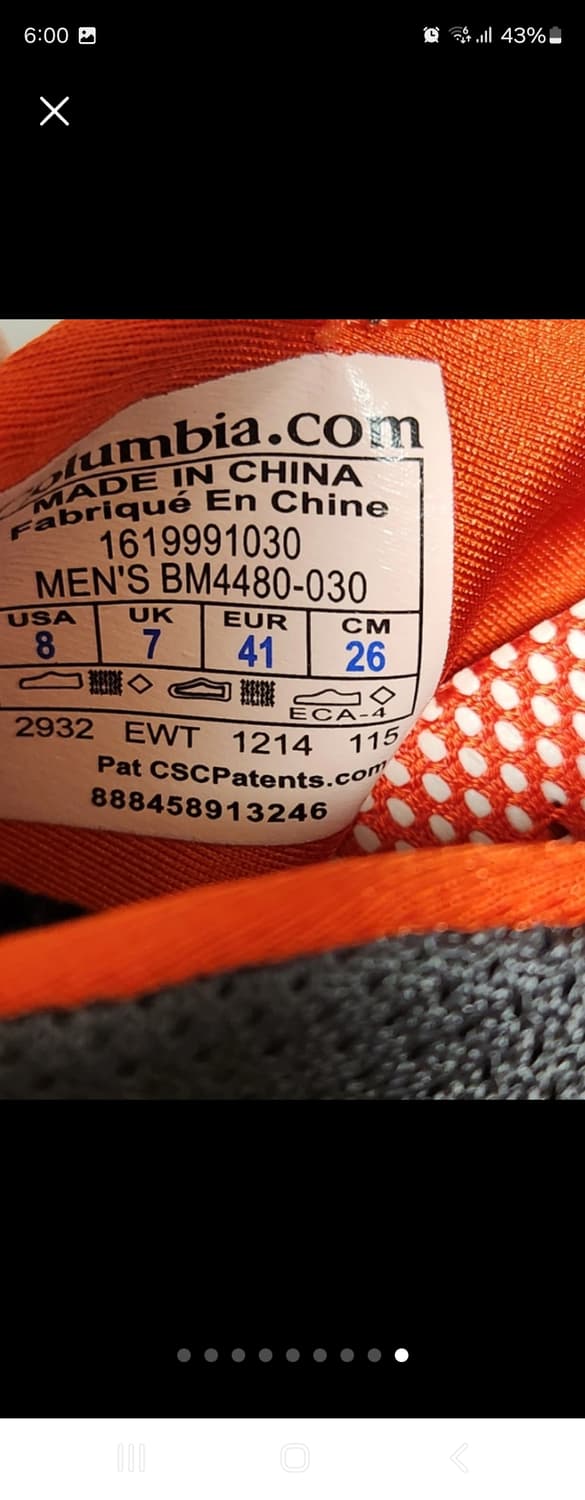 6:00
43%
Columbia.com
MADE IN CHINA
Fabriqué En Chine
1619991030
MEN'S BM4480-030
USA UK EUR CM
8 7 41 26
ECA-4
2932 EWT 1214 115
Pat CSCPatents.com
888458913246